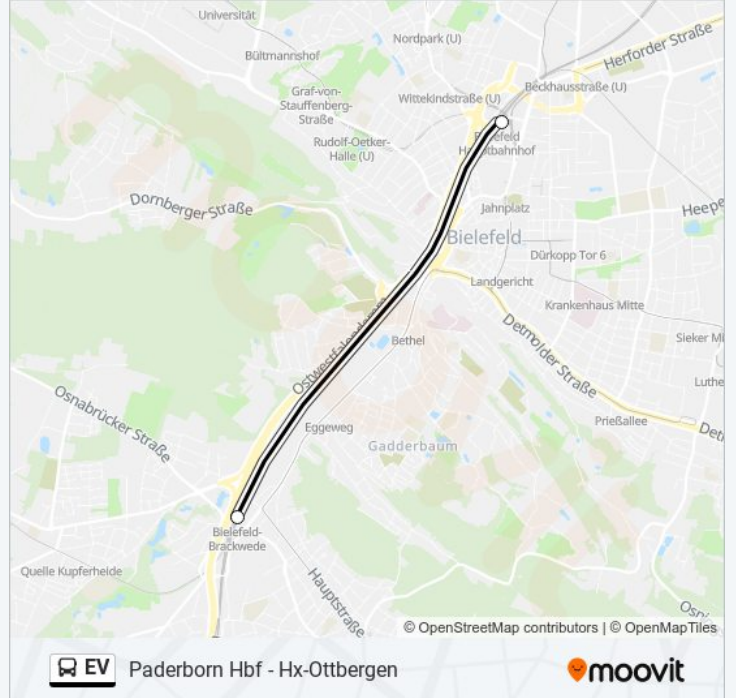 Universität
Nordpark (U)
Herforder Straße
Bültmannshof
Beckhausstraße (U)
Graf-von-
Stauffenberg-
Straße
Wittekindstraße (U)
Rudolf-Oetker-
Halle (U)
Bielefeld
Hauptbahnhof
Dornberger Straße
Jahnplatz
Heepe
Bielefeld
Dürkopp Tor 6
Landgericht
Krankenhaus Mitte
Ostwestfalendamm
Bethel
Detmolder Straße
Sieker Mi
Luthe
Osnabrücker Straße
Prießallee
Eggeweg
Detm
Gadderbaum
Bielefeld-
Brackwede
Quelle Kupferheide
Hauptstraße
Osni
© OpenStreetMap contributors | © OpenMapTiles
EV Paderborn Hbf - Hx-Ottbergen
moovit